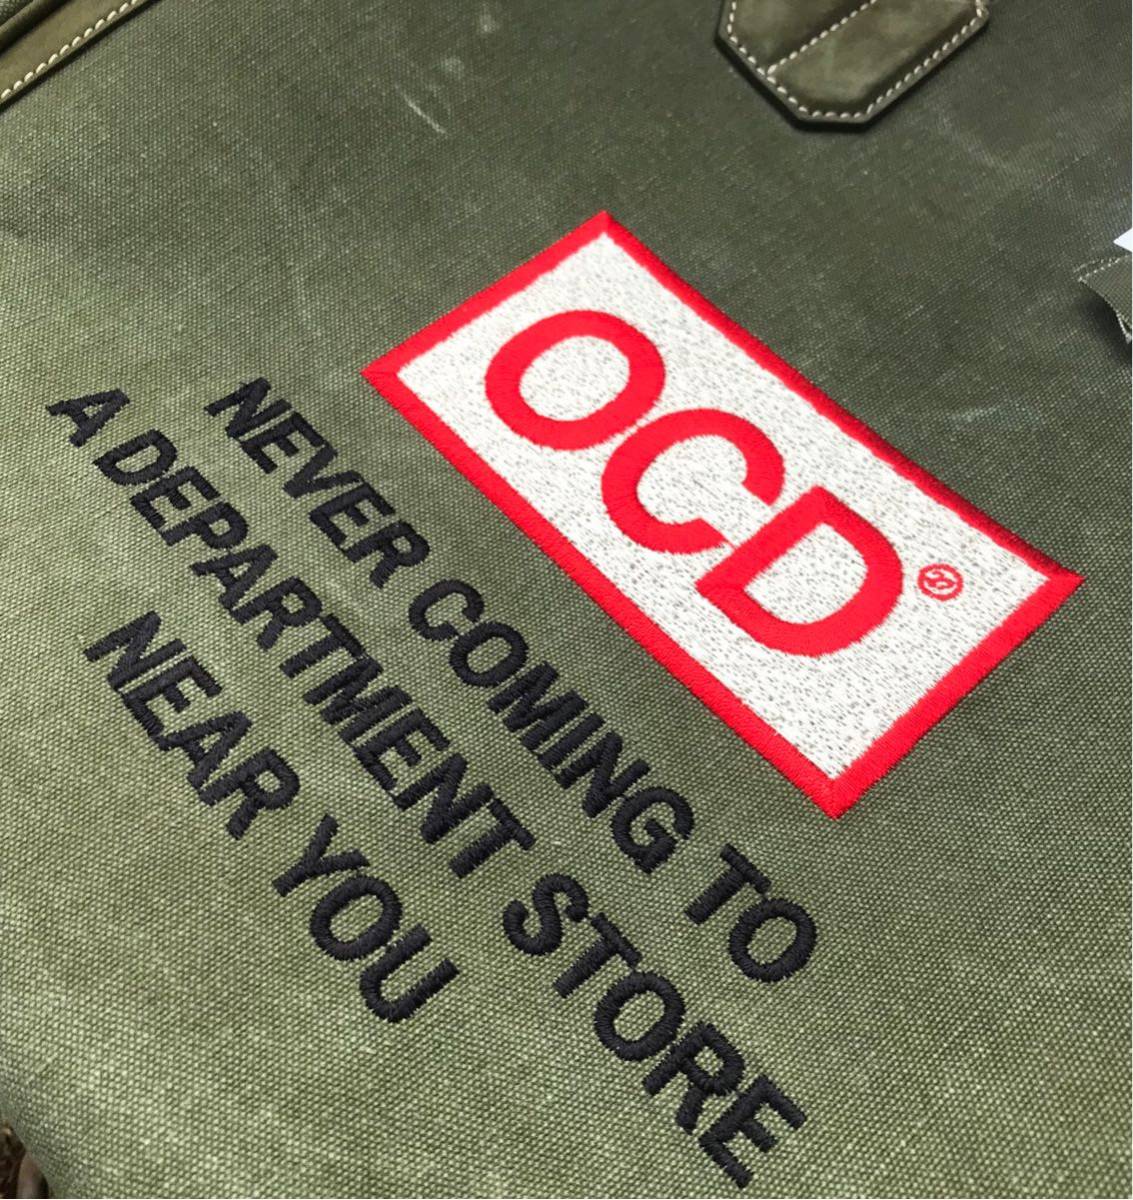 OCD
NEVER COMING TO
A DEPARTMENT STORE
NEAR YOU